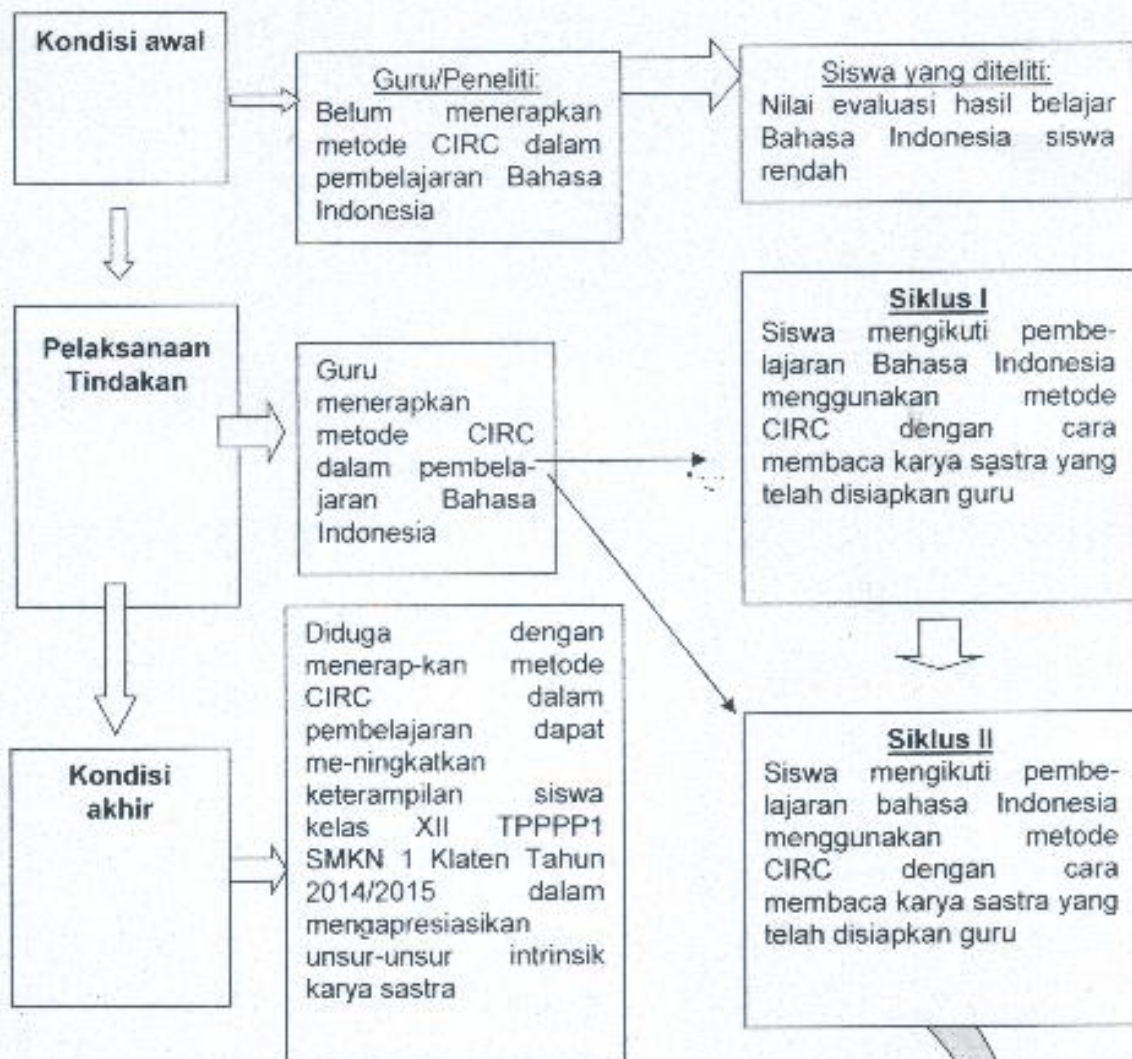 Kondisi awal
Guru/Peneliti:
Belum menerapkan
metode CIRC dalam
pembelajaran Bahasa
Indonesia
Siswa yang diteliti:
Nilai evaluasi hasil belajar
Bahasa Indonesia siswa
rendah
Pelaksanaan
Tindakan
Guru
menerapkan
metode CIRC
dalam pembela-
jaran Bahasa
Indonesia
Siklus I
Siswa mengikuti pembe-
lajaran Bahasa Indonesia
menggunakan metode
CIRC dengan cara
membaca karya sastra yang
telah disiapkan guru
Kondisi
akhir
Diduga dengan
menerap-kan metode
CIRC dalam
pembelajaran dapat
me-ningkatkan
keterampilan siswa
kelas XII TPPPP1
SMKN 1 Klaten Tahun
2014/2015 dalam
mengapresiasikan
unsur-unsur intrinsik
karya sastra
Siklus II
Siswa mengikuti pembe-
lajaran bahasa Indonesia
menggunakan metode
CIRC dengan cara
membaca karya sastra yang
telah disiapkan guru